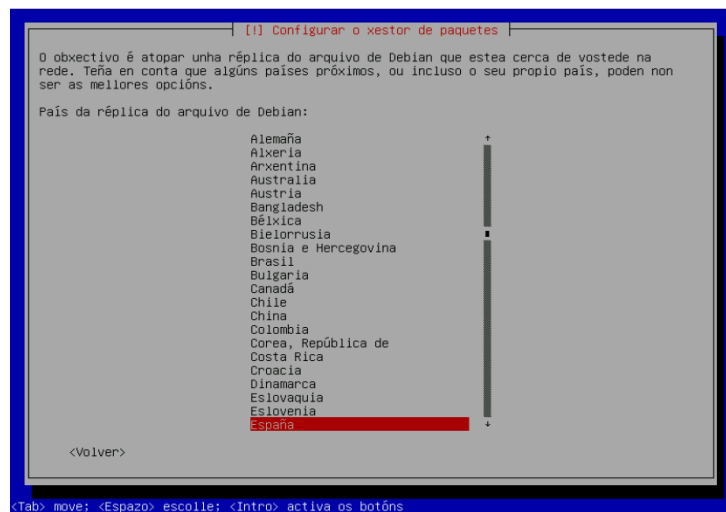 [!] Configurar o xestor de paquetes
O obxectivo é atopar unha réplica do arquivo de Debian que estea cerca de vostede na
rede. Teña en conta que algúns países próximos, ou incluso o seu propio país, poden non
ser as mellores opcións.
País da réplica do arquivo de Debian:
Alemaña
Alxeria
Arxentina
Australia
Austria
Bangladesh
Bélxica
Bielorrusia
Bosnia e Hercegovina
Brasil
Bulgaria
Canadá
Chile
China
Colombia
Corea, República de
Costa Rica
Croacia
Dinamarca
Eslovaquia
Eslovenia
España
<Volver>
<Tab> move; <Espazo> escolle; <Intro> activa os botóns